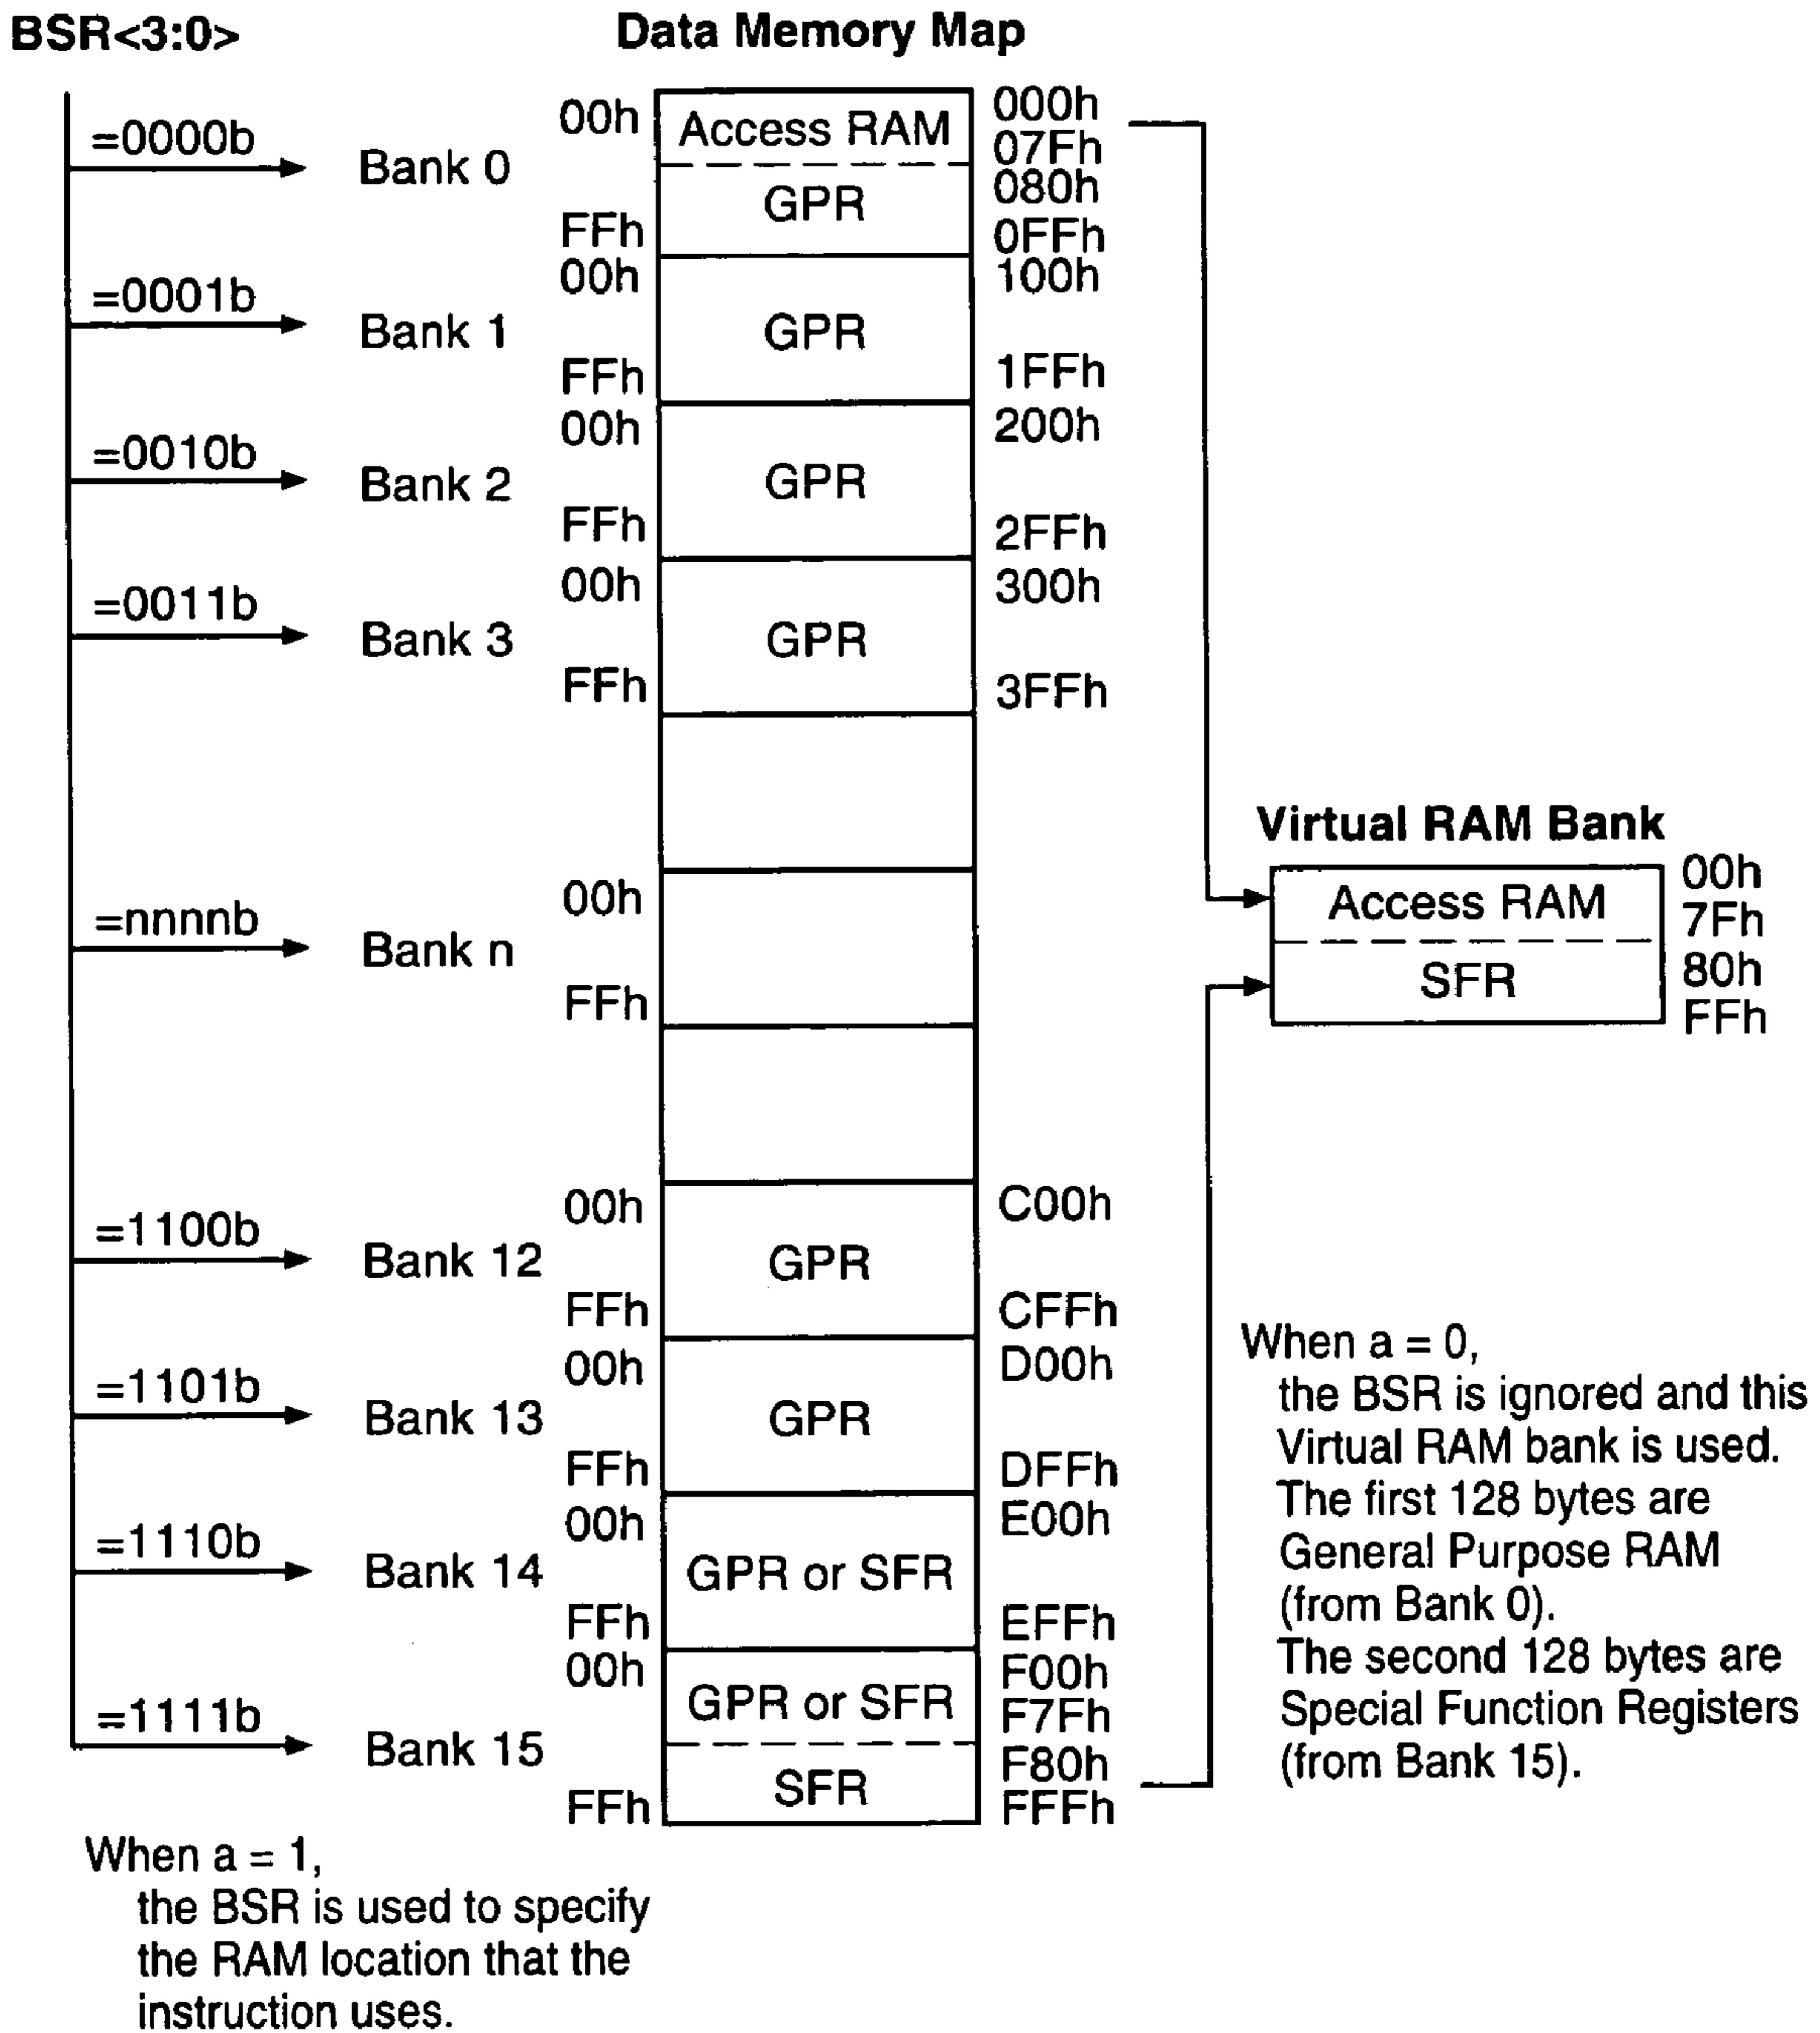 BSR<3:0>
Data Memory Map
=0000b
Bank 0
00h
FFh
Access RAM
GPR
000h
07Fh
080h
0FFh
=0001b
Bank 1
00h
FFh
GPR
100h
1FFh
=0010b
Bank 2
00h
FFh
GPR
200h
2FFh
=0011b
Bank 3
00h
FFh
GPR
300h
3FFh
=nnnnb
Bank n
00h
FFh
=1100b
Bank 12
00h
FFh
GPR
C00h
CFFh
=1101b
Bank 13
00h
FFh
GPR
D00h
DFFh
=1110b
Bank 14
00h
FFh
GPR or SFR
E00h
EFFh
=1111b
Bank 15
00h
FFh
GPR or SFR
SFR
F00h
F7Fh
F80h
FFFh
Virtual RAM Bank
Access RAM
SFR
00h
7Fh
80h
FFh
When a = 0,
the BSR is ignored and this
Virtual RAM bank is used.
The first 128 bytes are
General Purpose RAM
(from Bank 0).
The second 128 bytes are
Special Function Registers
(from Bank 15).
When a = 1,
the BSR is used to specify
the RAM location that the
instruction uses.